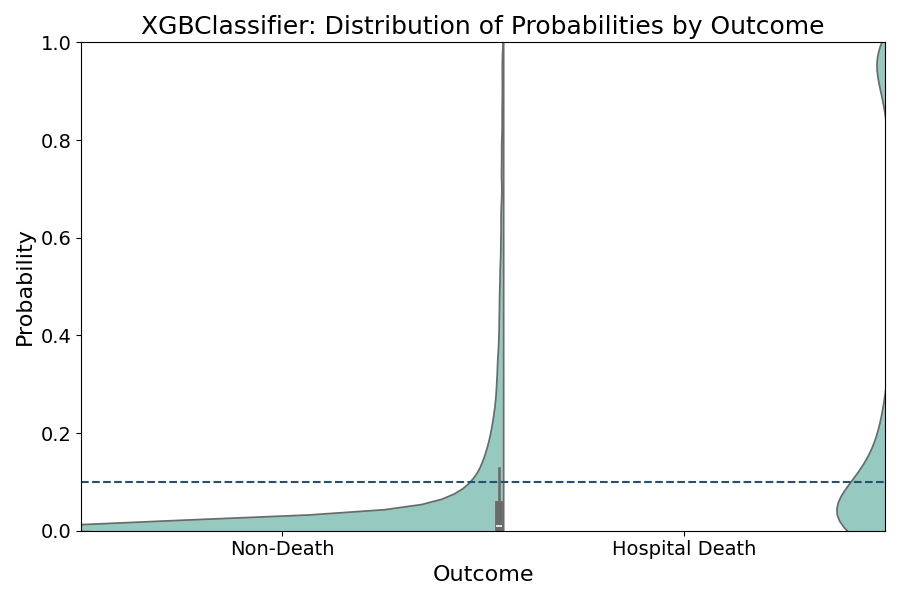 XGBClassifier: Distribution of Probabilities by Outcome
1.0
0.8
0.6
0.4
0.2
0.0
Probability
Non-Death
Hospital Death
Outcome